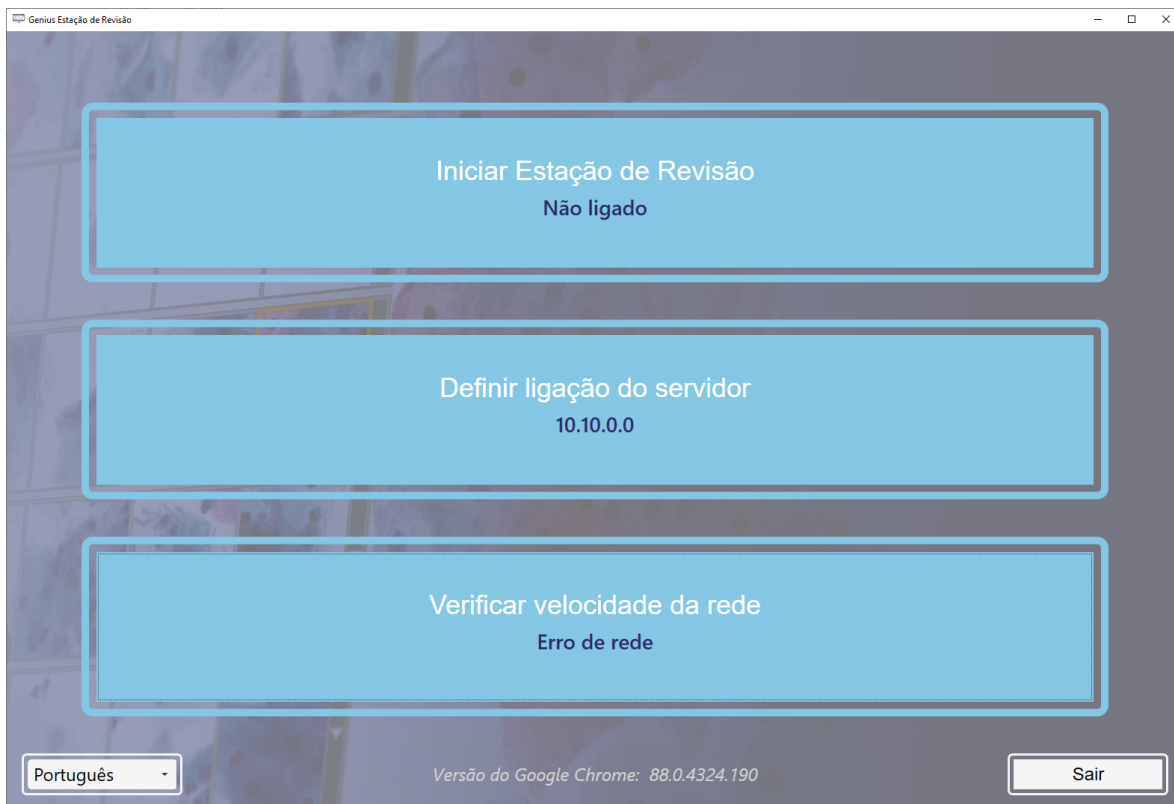 Genius Estação de Revisão
Iniciar Estação de Revisão
Não ligado
Definir ligação do servidor
10.10.0.0
Verificar velocidade da rede
Erro de rede
Português
Versão do Google Chrome: 88.0.4324.190
Sair